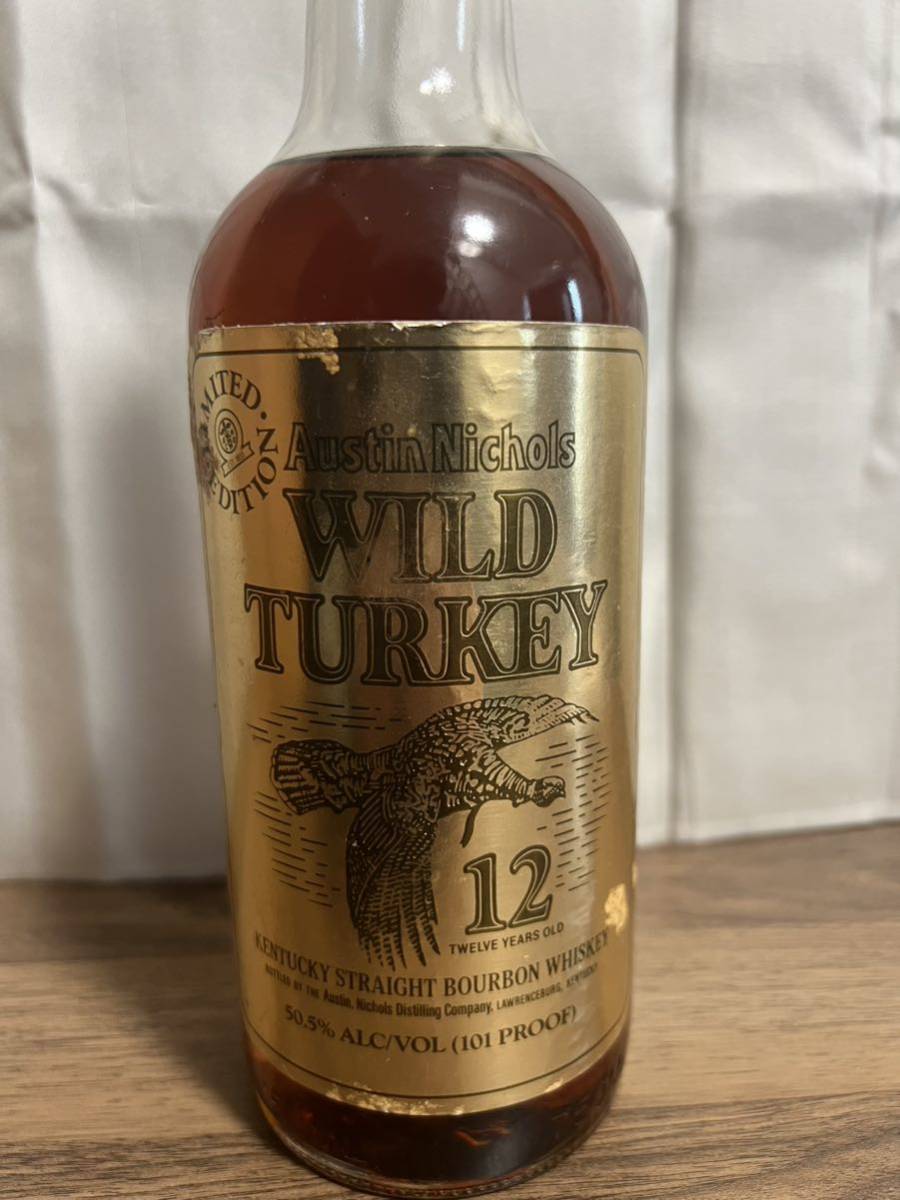 LIMITED EDITION
Austin Nichols
WILD
TURKEY
12
TWELVE YEARS OLD
KENTUCKY STRAIGHT BOURBON WHISKEY
BOTTLED BY THE Austin, Nichols Distilling Company, LAWRENCEBURG, KENTUCKY
50.5% ALC/VOL (101 PROOF)